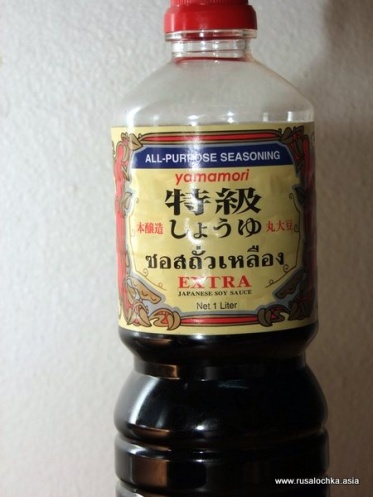 ALL-PURPOSE SEASONING
yamamori
特級
本醸造 しょうゆ 丸大豆
ซอสถั่วเหลือง
EXTRA
JAPANESE SOY SAUCE
Net 1 Liter
www.rusalochka.asia